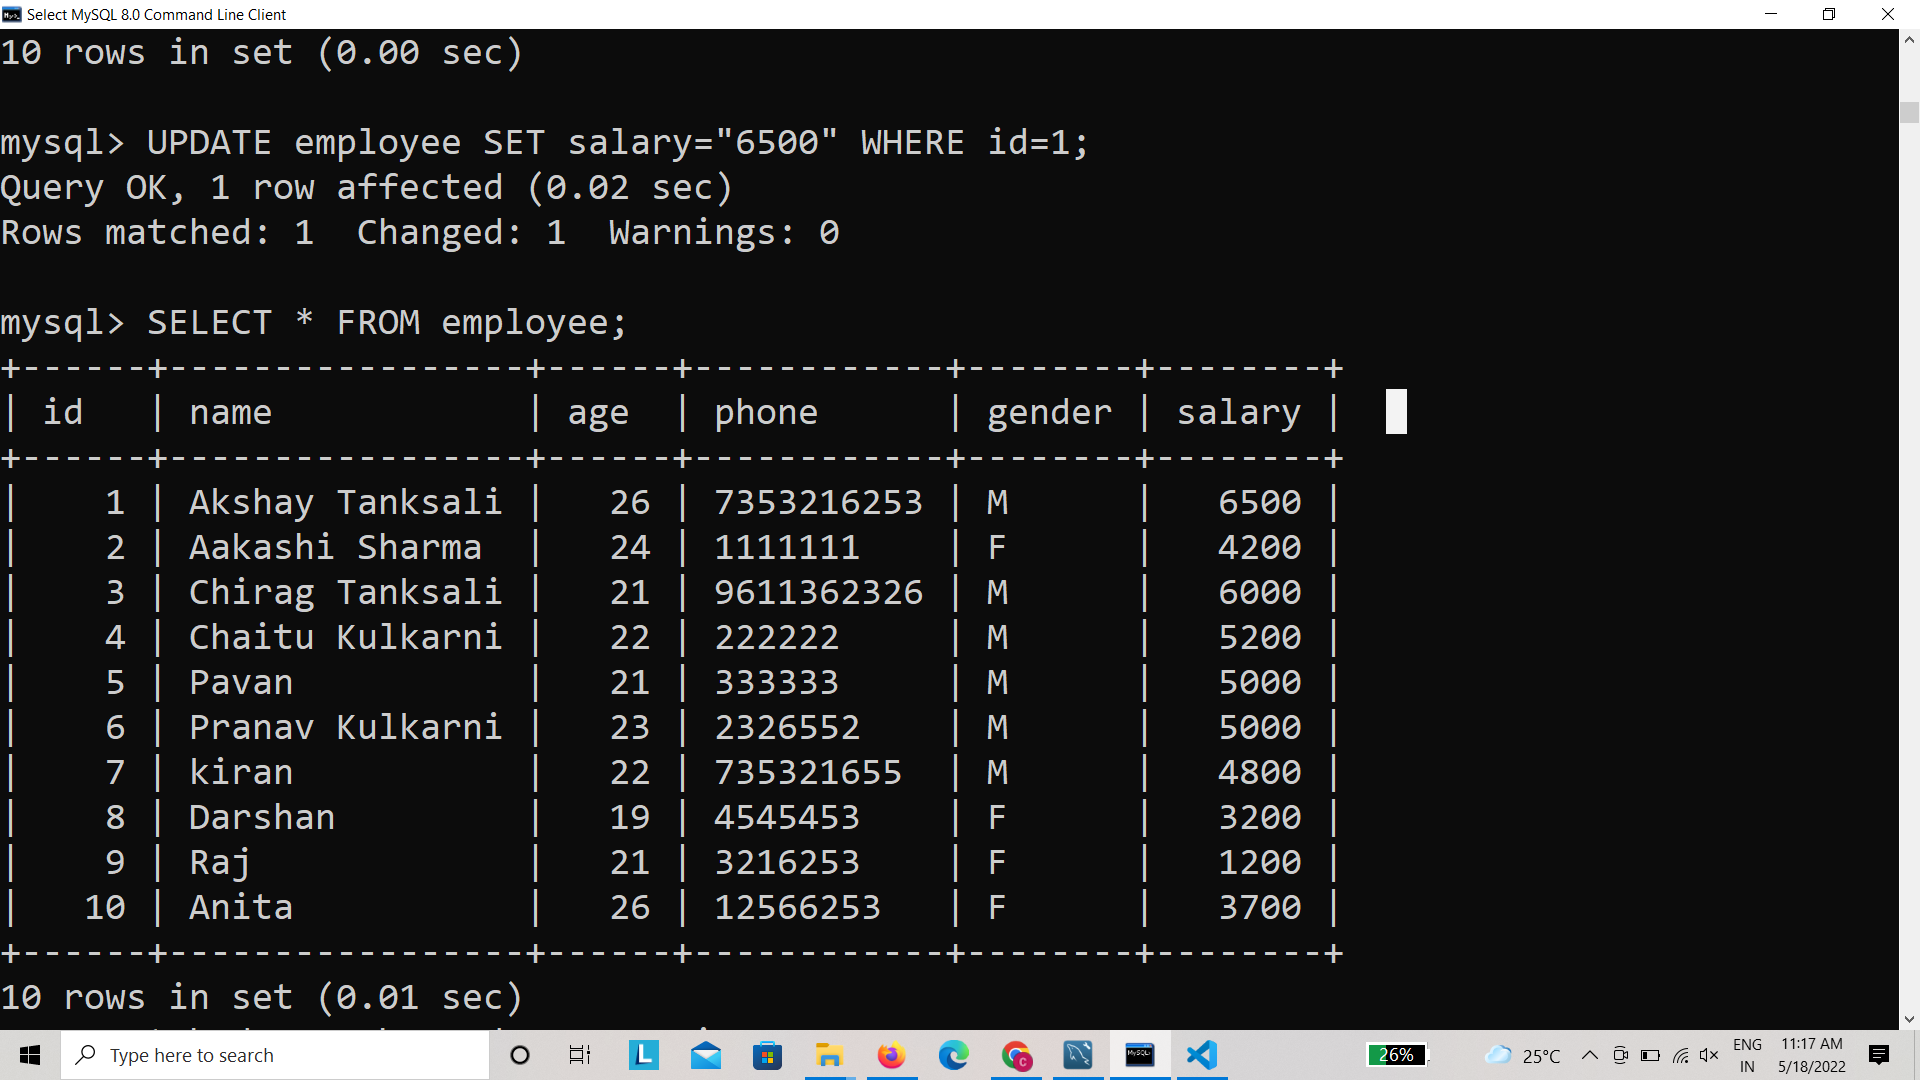 Select MySQL 8.0 Command Line Client
10 rows in set (0.00 sec)
mysql> UPDATE employee SET salary="6500" WHERE id=1;
Query OK, 1 row affected (0.02 sec)
Rows matched: 1  Changed: 1  Warnings: 0
mysql> SELECT * FROM employee;
+------+-----------------+------+------------+--------+--------+
| id   | name            | age  | phone      | gender | salary |
+------+-----------------+------+------------+--------+--------+
|    1 | Akshay Tanksali |   26 | 7353216253 | M      |   6500 |
|    2 | Aakashi Sharma  |   24 | 1111111    | F      |   4200 |
|    3 | Chirag Tanksali |   21 | 9611362326 | M      |   6000 |
|    4 | Chaitu Kulkarni |   22 | 222222     | M      |   5200 |
|    5 | Pavan           |   21 | 333333     | M      |   5000 |
|    6 | Pranav Kulkarni |   23 | 2326552    | M      |   5000 |
|    7 | kiran           |   22 | 735321655  | M      |   4800 |
|    8 | Darshan         |   19 | 4545453    | F      |   3200 |
|    9 | Raj             |   21 | 3216253    | F      |   1200 |
|   10 | Anita           |   26 | 12566253   | F      |   3700 |
+------+-----------------+------+------------+--------+--------+
10 rows in set (0.01 sec)
Type here to search
L
MySQL
26%
25°C
ENG
IN
11:17 AM
5/18/2022